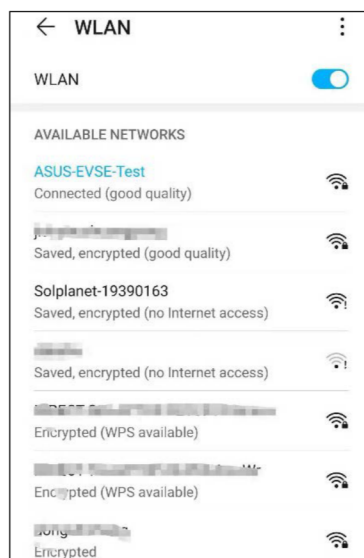 WLAN
WLAN
AVAILABLE NETWORKS
ASUS-EVSE-Test
Connected (good quality)
Saved, encrypted (good quality)
Solplanet-19390163
Saved, encrypted (no Internet access)
Saved, encrypted (no Internet access)
Encrypted (WPS available)
Encrypted (WPS available)
Encrypted